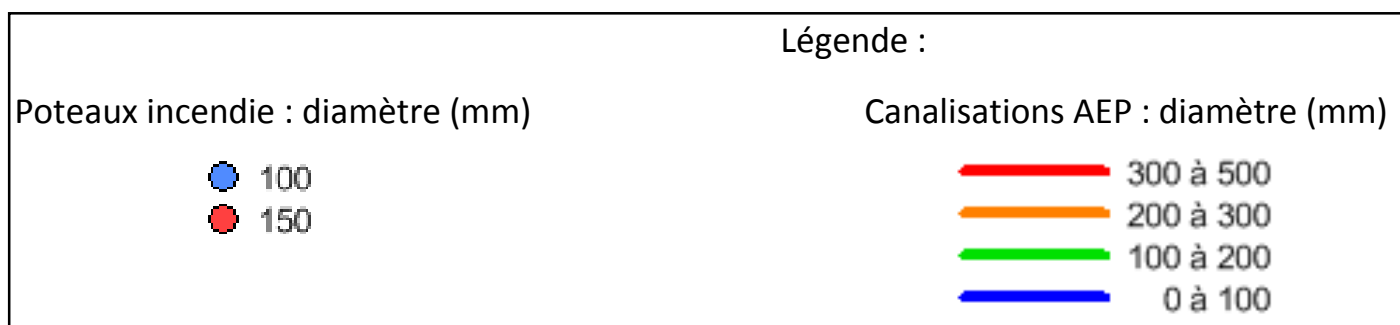 Légende :
Poteaux incendie : diamètre (mm)
100
150
Canalisations AEP : diamètre (mm)
300 à 500
200 à 300
100 à 200
0 à 100